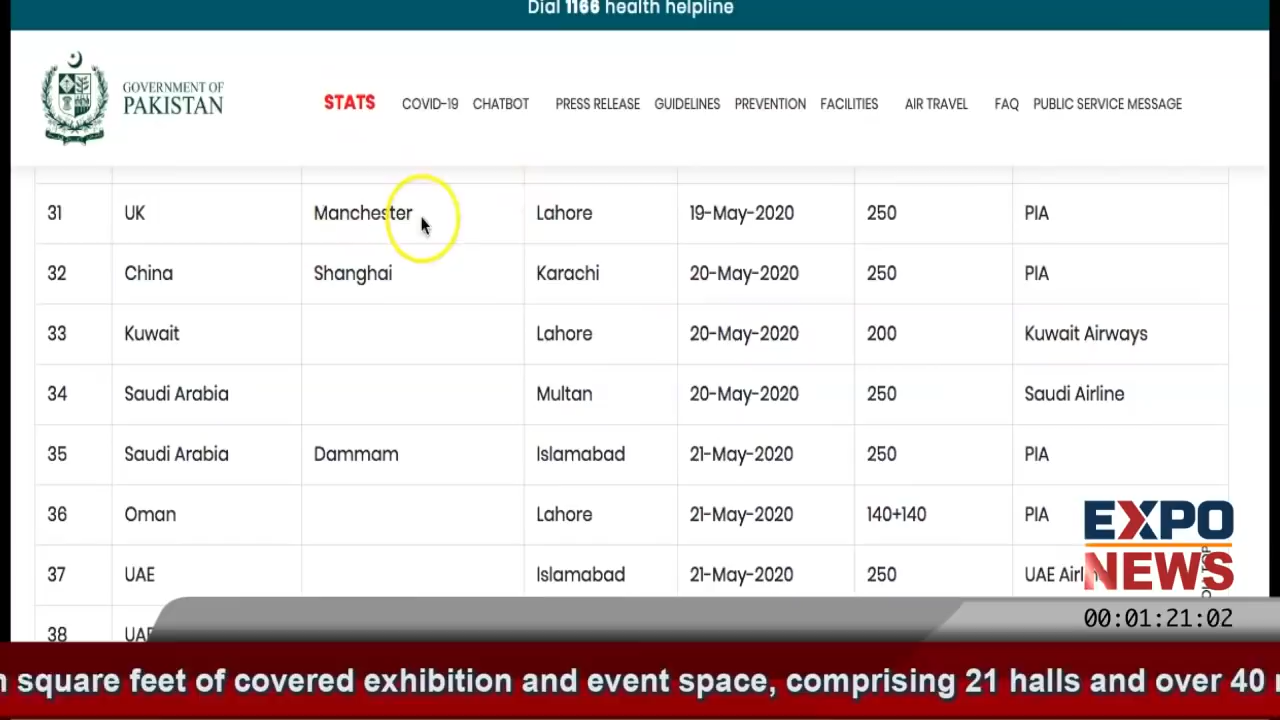 Dial 1166 health helpline
GOVERNMENT OF
PAKISTAN
STATS COVID-19 CHATBOT PRESS RELEASE GUIDELINES PREVENTION FACILITIES AIR TRAVEL FAQ PUBLIC SERVICE MESSAGE
31 UK Manchester Lahore 19-May-2020 250 PIA
32 China Shanghai Karachi 20-May-2020 250 PIA
33 Kuwait Lahore 20-May-2020 200 Kuwait Airways
34 Saudi Arabia Multan 20-May-2020 250 Saudi Airline
35 Saudi Arabia Dammam Islamabad 21-May-2020 250 PIA
36 Oman Lahore 21-May-2020 140+140 PIA
37 UAE Islamabad 21-May-2020 250 UAE
38
EXPO
NEWS
00:01:21:02
square feet of covered exhibition and event space, comprising 21 halls and over 40